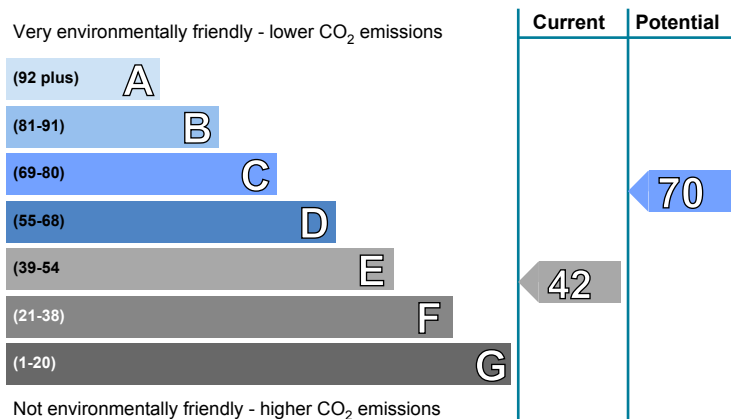 Very environmentally friendly - lower CO₂ emissions
Current
Potential
(92 plus) A
(81-91) B
(69-80) C
70
(55-68) D
(39-54 E
42
(21-38) F
(1-20) G
Not environmentally friendly - higher CO₂ emissions